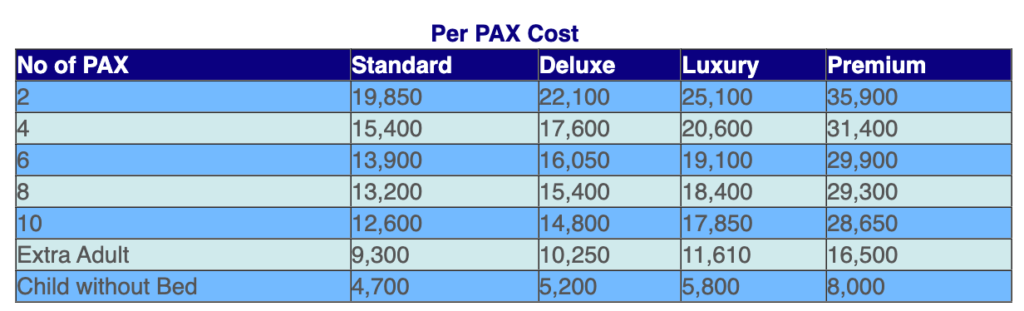 Per PAX Cost
No of PAX Standard Deluxe Luxury Premium
2 19,850 22,100 25,100 35,900
4 15,400 17,600 20,600 31,400
6 13,900 16,050 19,100 29,900
8 13,200 15,400 18,400 29,300
10 12,600 14,800 17,850 28,650
Extra Adult 9,300 10,250 11,610 16,500
Child without Bed 4,700 5,200 5,800 8,000